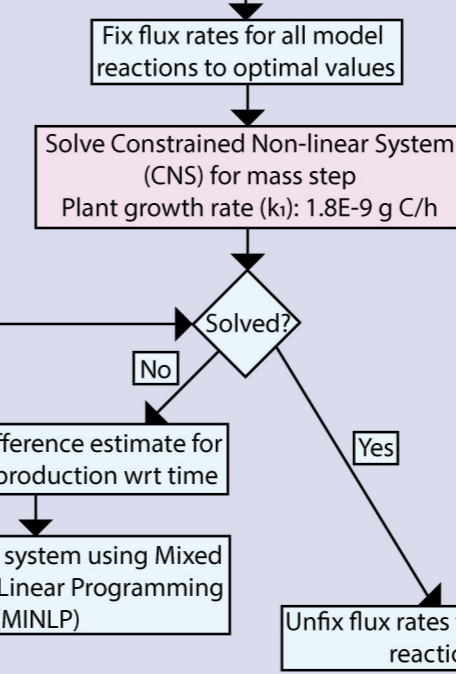 Fix flux rates for all model
reactions to optimal values
Solve Constrained Non-linear System
(CNS) for mass step
Plant growth rate (k₁): 1.8E-9 g C/h
Solved?
No
Yes
fference estimate for
production wrt time
system using Mixed
Linear Programming
MINLP)
Unfix flux rates
reactio